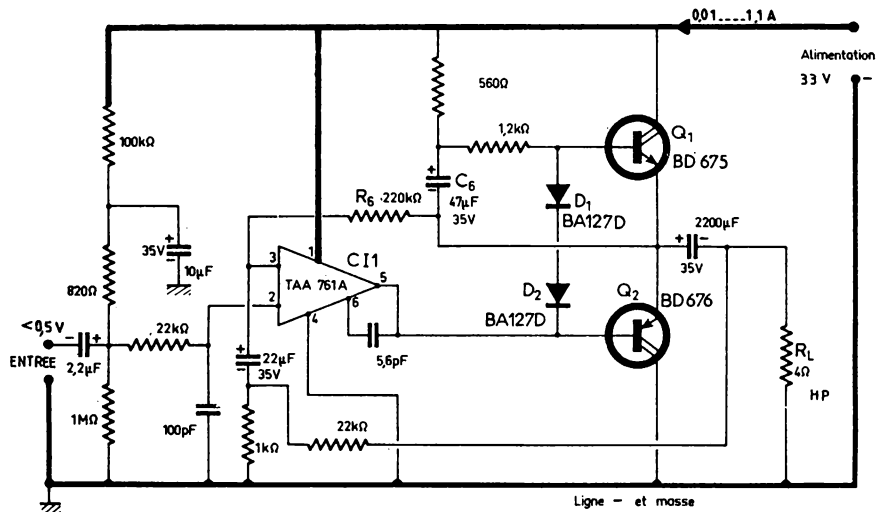 0,01....1,1 A
Alimentation
33 V
-
560Ω
100kΩ
1,2kΩ
Q1
BD 675
+
-
C6
47µF
35V
R6 220kΩ
D1
BA127D
2200µF
+ -
35V
+
35V
-
10µF
3
1
CI1
TAA 761A
5
2
6
4
820Ω
D2
BA127D
Q2
BD 676
<0,5V
ENTREE
- +
2,2µF
22kΩ
5,6pF
+
-
22µF
35V
RL
4Ω
HP
1MΩ
100pF
1kΩ
22kΩ
Ligne - et masse